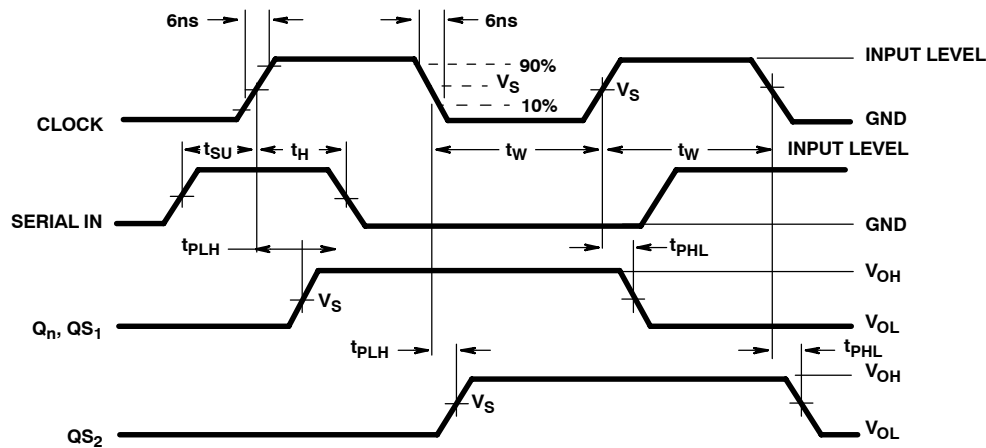 6ns 6ns
INPUT LEVEL
90%
VS VS
10%
CLOCK GND
tSU tH tW tW INPUT LEVEL
SERIAL IN GND
tPLH tPHL
VOH
VS
Qn, QS1 VOL
tPLH tPHL
VOH
VS
QS2 VOL